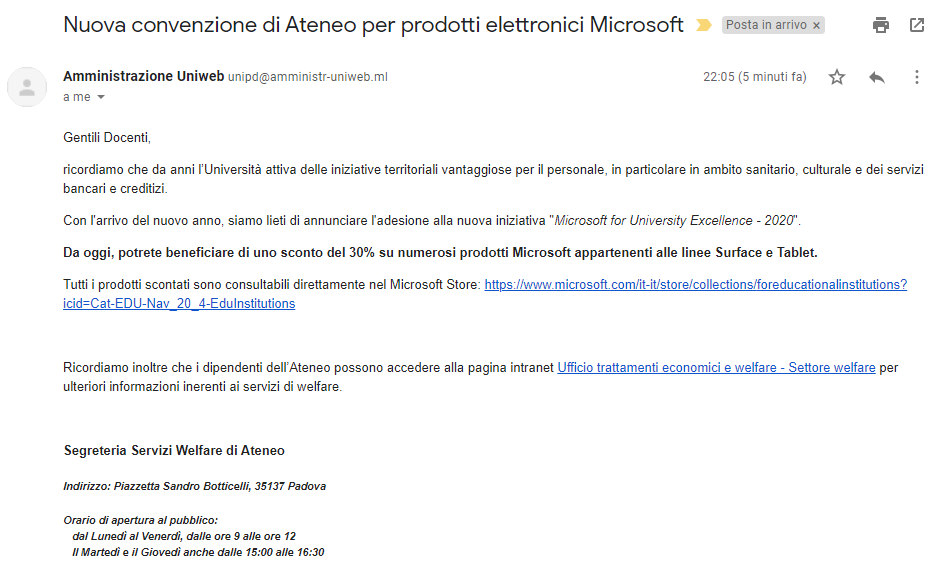 Nuova convenzione di Ateneo per prodotti elettronici Microsoft Posta in arrivo ×
Amministrazione Uniweb unipd@amministr-uniweb.ml 22:05 (5 minuti fa)
a me
Gentili Docenti,
ricordiamo che da anni l'Università attiva delle iniziative territoriali vantaggiose per il personale, in particolare in ambito sanitario, culturale e dei servizi
bancari e creditizi.
Con l'arrivo del nuovo anno, siamo lieti di annunciare l'adesione alla nuova iniziativa "Microsoft for University Excellence - 2020".
Da oggi, potrete beneficiare di uno sconto del 30% su numerosi prodotti Microsoft appartenenti alle linee Surface e Tablet.
Tutti i prodotti scontati sono consultabili direttamente nel Microsoft Store: https://www.microsoft.com/it-it/store/collections/foreducationalinstitutions?
icid=Cat-EDU-Nav_20_4-EduInstitutions
Ricordiamo inoltre che i dipendenti dell'Ateneo possono accedere alla pagina intranet Ufficio trattamenti economici e welfare - Settore welfare per
ulteriori informazioni inerenti ai servizi di welfare.
Segreteria Servizi Welfare di Ateneo
Indirizzo: Piazzetta Sandro Botticelli, 35137 Padova
Orario di apertura al pubblico:
dal Lunedì al Venerdì, dalle ore 9 alle ore 12
Il Martedì e il Giovedì anche dalle 15:00 alle 16:30